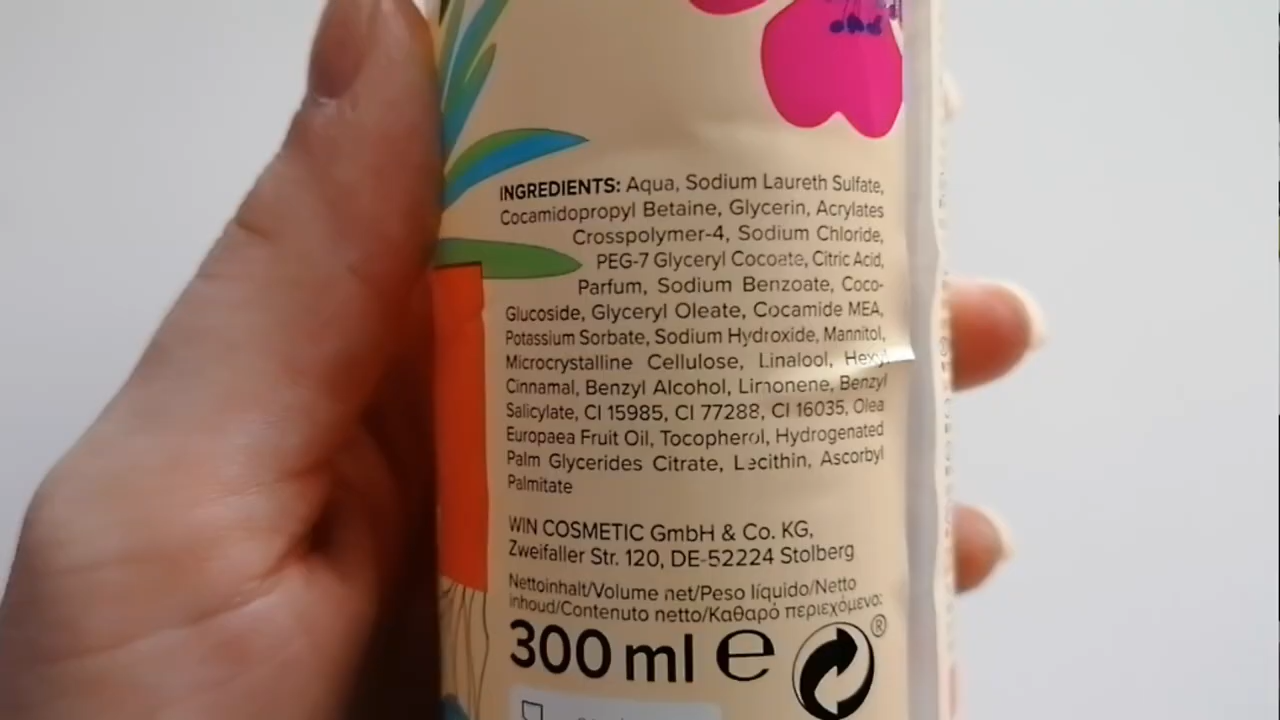 INGREDIENTS: Aqua, Sodium Laureth Sulfate,
Cocamidopropyl Betaine, Glycerin, Acrylates
Crosspolymer-4, Sodium Chloride,
PEG-7 Glyceryl Cocoate, Citric Acid,
Parfum, Sodium Benzoate, Coco-
Glucoside, Glyceryl Oleate, Cocamide MEA,
Potassium Sorbate, Sodium Hydroxide, Mannitol,
Microcrystalline Cellulose, Linalool, Hexyl
Cinnamal, Benzyl Alcohol, Limonene, Benzyl
Salicylate, CI 15985, CI 77288, CI 16035, Olea
Europaea Fruit Oil, Tocopherol, Hydrogenated
Palm Glycerides Citrate, Lecithin, Ascorbyl
Palmitate
WIN COSMETIC GmbH & Co. KG,
Zweifaller Str. 120, DE-52224 Stolberg
Nettoinhalt/Volume net/Peso líquido/Netto
inhoud/Contenuto netto/Καθαρό περιεχόμενο:
300 ml ℮ ®